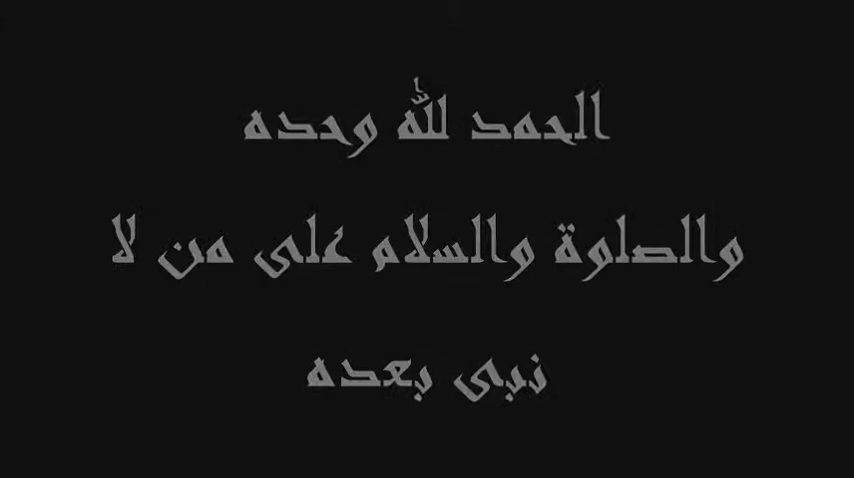 الحمد لله وحده
والصلوة والسلام على من لا
نبى بعده